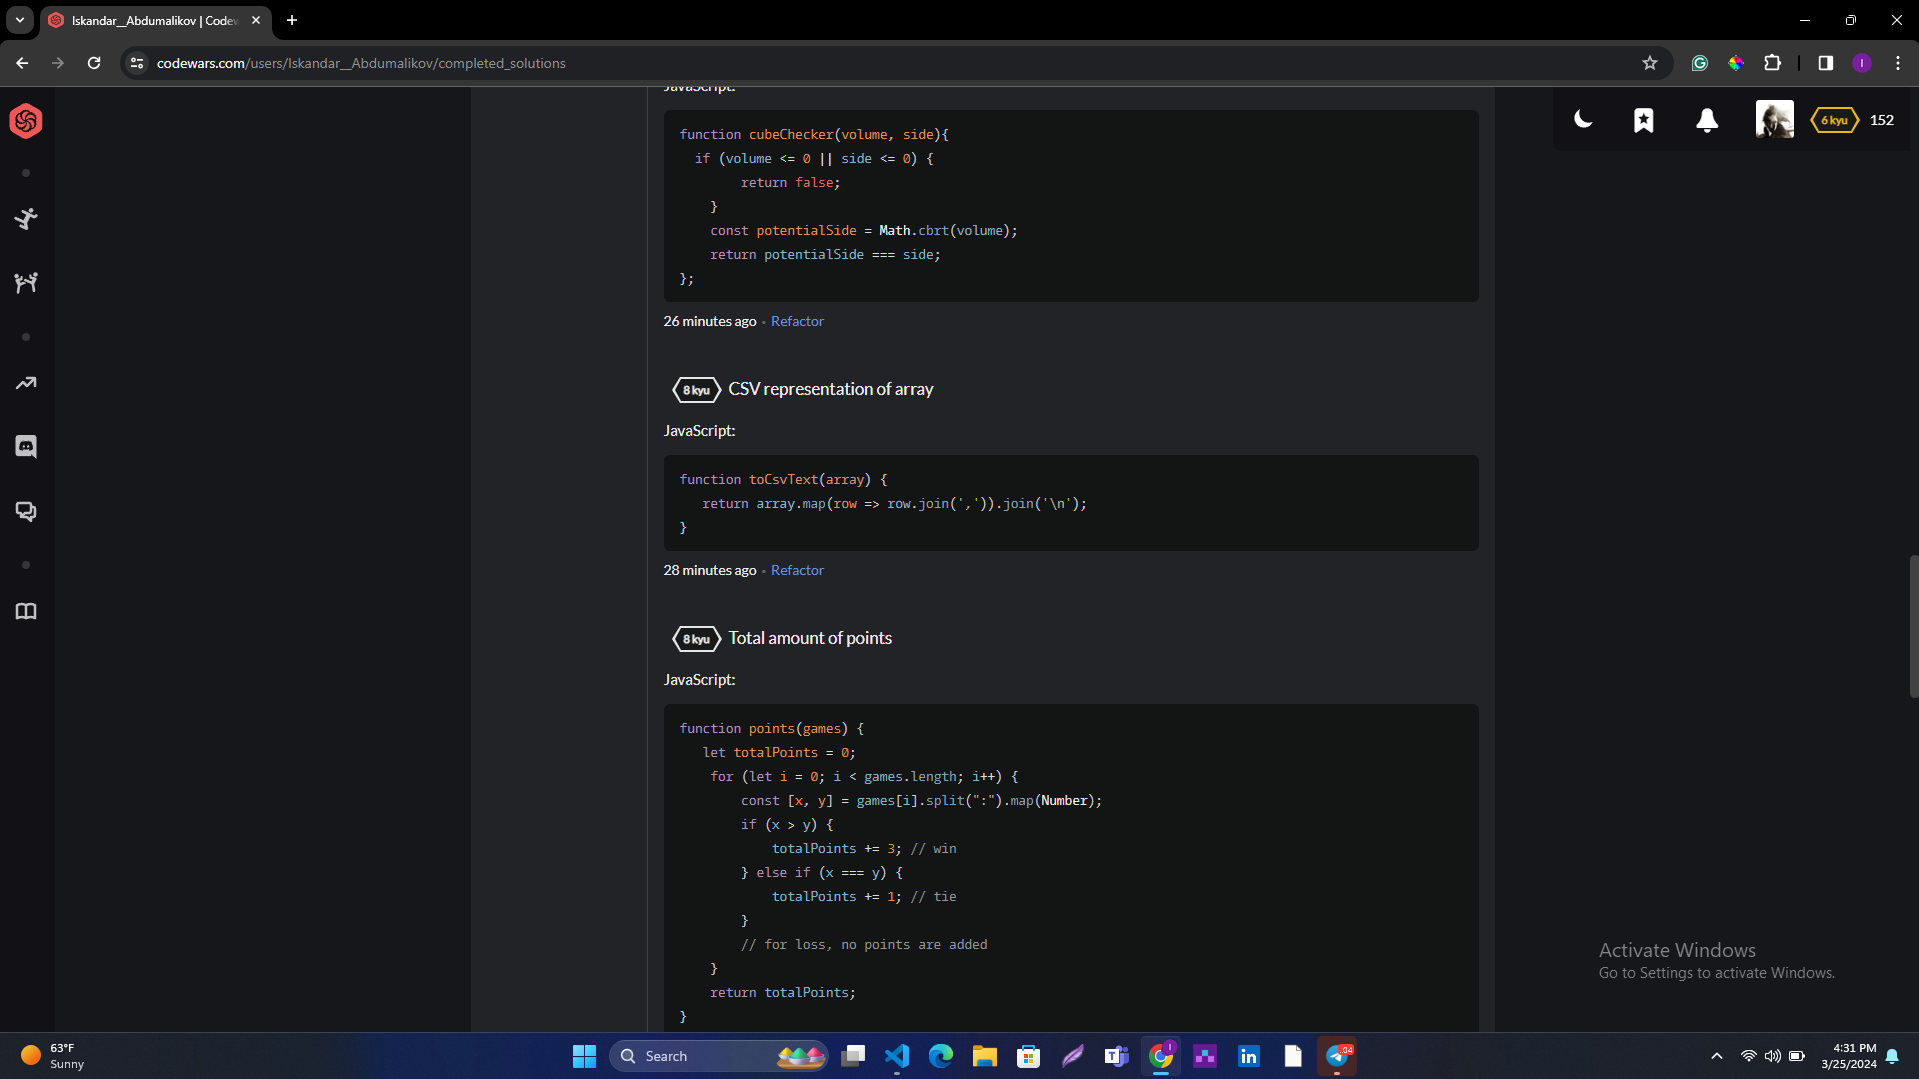 Iskandar__Abdumalikov | Codew
codewars.com/users/Iskandar__Abdumalikov/completed_solutions
I
JavaScript:
6 kyu
152
function cubeChecker(volume, side){
if (volume <= 0 || side <= 0) {
return false;
}
const potentialSide = Math.cbrt(volume);
return potentialSide === side;
};
26 minutes ago • Refactor
8 kyu
CSV representation of array
JavaScript:
function toCsvText(array) {
return array.map(row => row.join(',')).join('\n');
}
28 minutes ago • Refactor
8 kyu
Total amount of points
JavaScript:
function points(games) {
let totalPoints = 0;
for (let i = 0; i < games.length; i++) {
const [x, y] = games[i].split(":").map(Number);
if (x > y) {
totalPoints += 3; // win
} else if (x === y) {
totalPoints += 1; // tie
}
// for loss, no points are added
}
return totalPoints;
}
Activate Windows
Go to Settings to activate Windows.
63°F
Sunny
Search
04
4:31 PM
3/25/2024